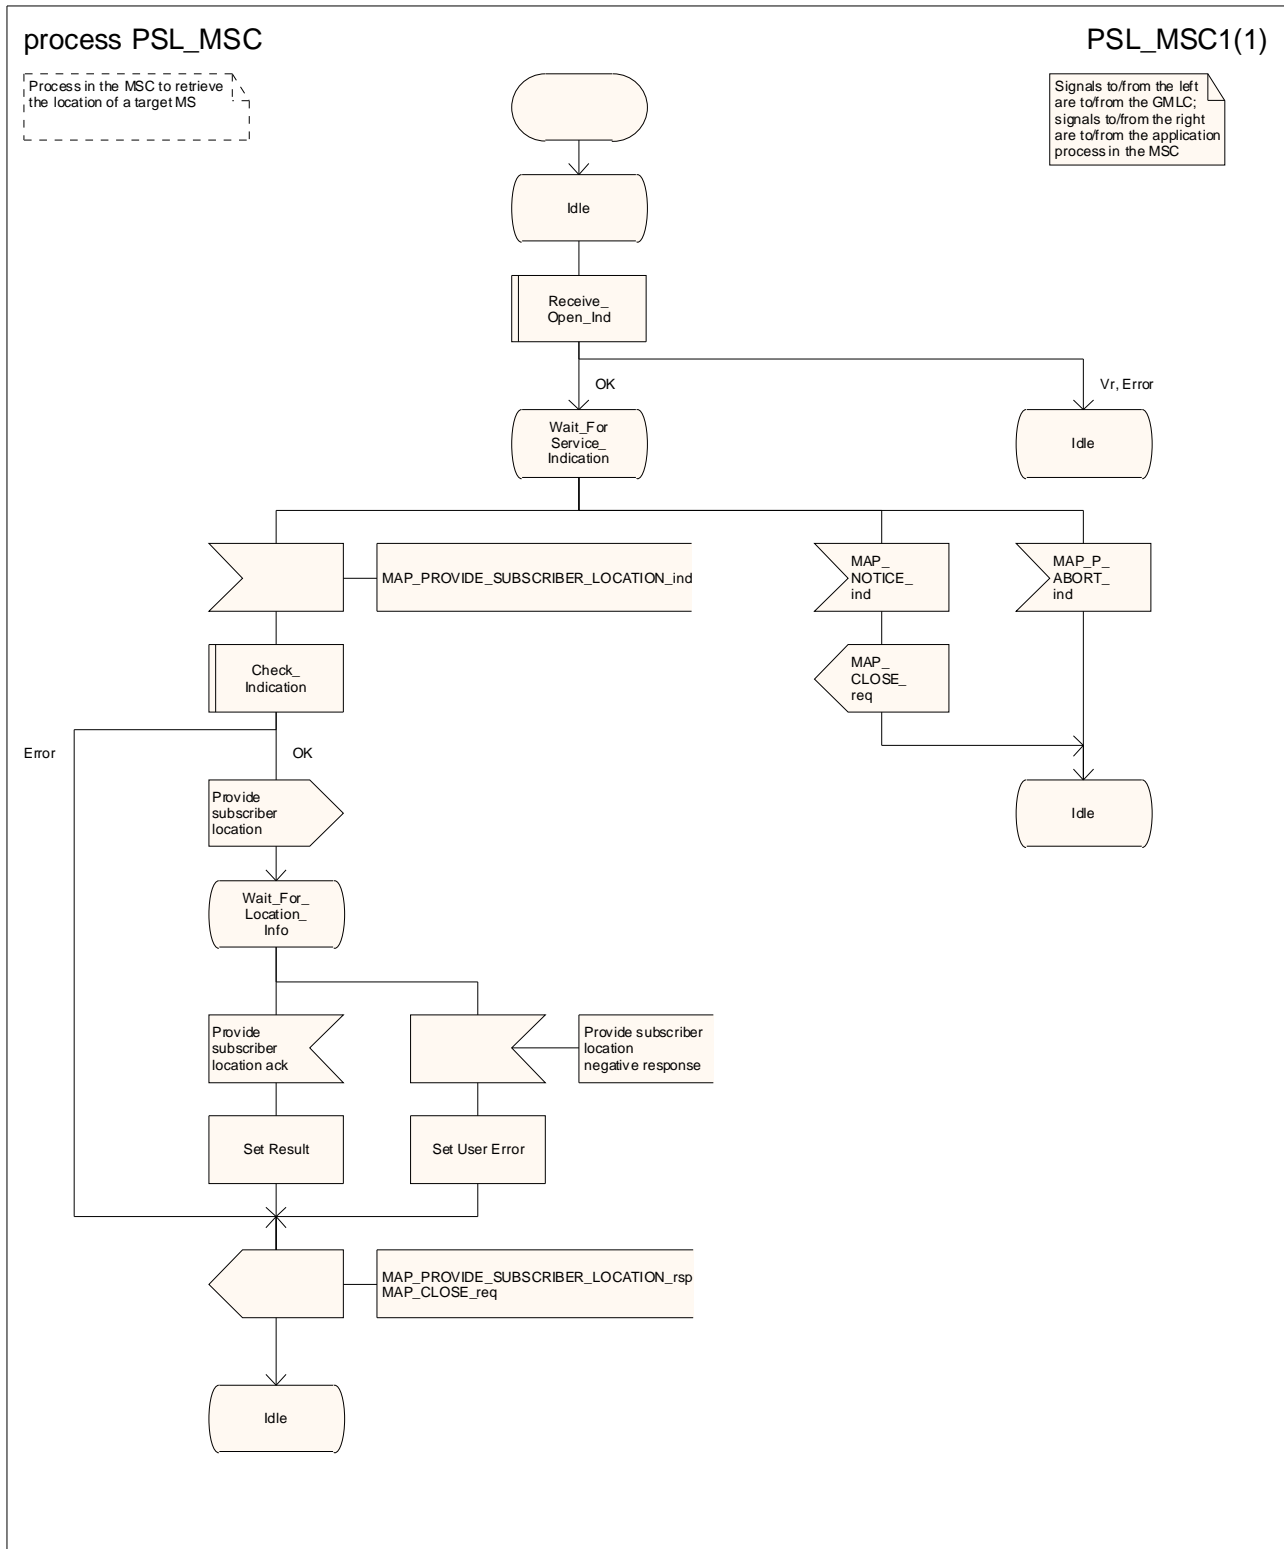 process PSL_MSC
PSL_MSC1(1)
Process in the MSC to retrieve
the location of a target MS
Signals to/from the left
are to/from the GMLC;
signals to/from the right
are to/from the application
process in the MSC
Idle
Receive_
Open_Ind
OK
Vr, Error
Wait_For
Service_
Indication
Idle
MAP_PROVIDE_SUBSCRIBER_LOCATION_ind
MAP_
NOTICE_
ind
MAP_P_
ABORT_
ind
Check_
Indication
MAP_
CLOSE_
req
Error
OK
Provide
subscriber
location
Idle
Wait_For_
Location_
Info
Provide
subscriber
location ack
Provide subscriber
location
negative response
Set Result
Set User Error
MAP_PROVIDE_SUBSCRIBER_LOCATION_rsp
MAP_CLOSE_req
Idle